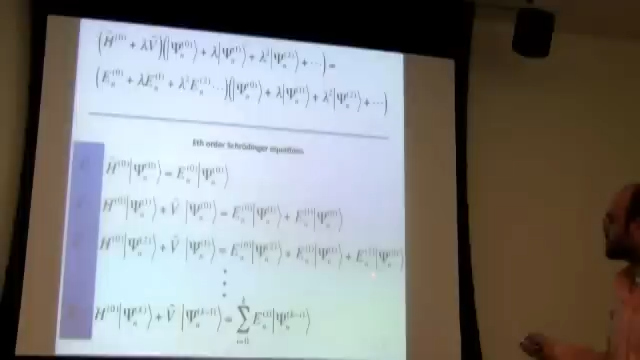 (Ĥ⁽⁰⁾ + λV̂)(|Ψₙ⁽⁰⁾⟩ + λ|Ψₙ⁽¹⁾⟩ + λ²|Ψₙ⁽²⁾⟩ + ⋯) =
(Eₙ⁽⁰⁾ + λEₙ⁽¹⁾ + λ²Eₙ⁽²⁾⋯)(|Ψₙ⁽⁰⁾⟩ + λ|Ψₙ⁽¹⁾⟩ + λ²|Ψₙ⁽²⁾⟩ + ⋯)
order Schrödinger equations
Ĥ⁽⁰⁾|Ψₙ⁽⁰⁾⟩ = Eₙ⁽⁰⁾|Ψₙ⁽⁰⁾⟩
Ĥ⁽⁰⁾|Ψₙ⁽¹⁾⟩ + V̂ |Ψₙ⁽⁰⁾⟩ = Eₙ⁽⁰⁾|Ψₙ⁽¹⁾⟩ + Eₙ⁽¹⁾|Ψₙ⁽⁰⁾⟩
Ĥ⁽⁰⁾|Ψₙ⁽²⁾⟩ + V̂ |Ψₙ⁽¹⁾⟩ = Eₙ⁽⁰⁾|Ψₙ⁽²⁾⟩ + Eₙ⁽¹⁾|Ψₙ⁽¹⁾⟩ + Eₙ⁽²⁾|Ψₙ⁽⁰⁾⟩
⋮
Ĥ⁽⁰⁾|Ψₙ⁽ᵏ⁾⟩ + V̂ |Ψₙ⁽ᵏ⁻¹⁾⟩ = ∑ᵢ₌₀ᵏ Eₙ⁽ⁱ⁾|Ψₙ⁽ᵏ⁻ⁱ⁾⟩